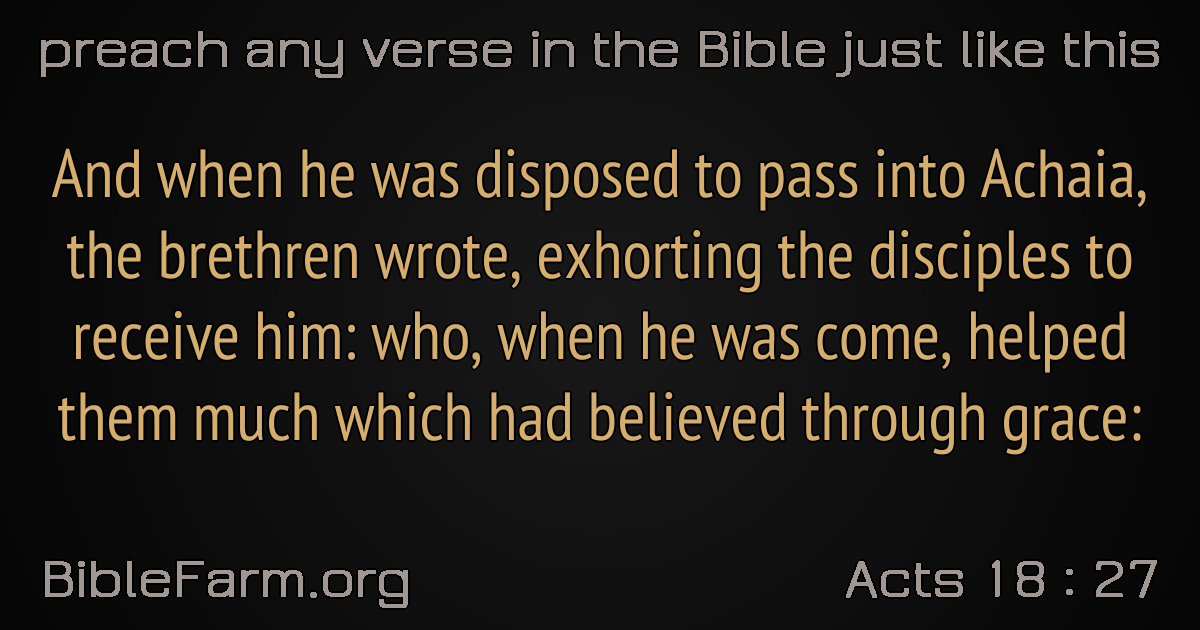 preach any verse in the Bible just like this
And when he was disposed to pass into Achaia,
the brethren wrote, exhorting the disciples to
receive him: who, when he was come, helped
them much which had believed through grace:
BibleFarm.org
Acts 18 : 27